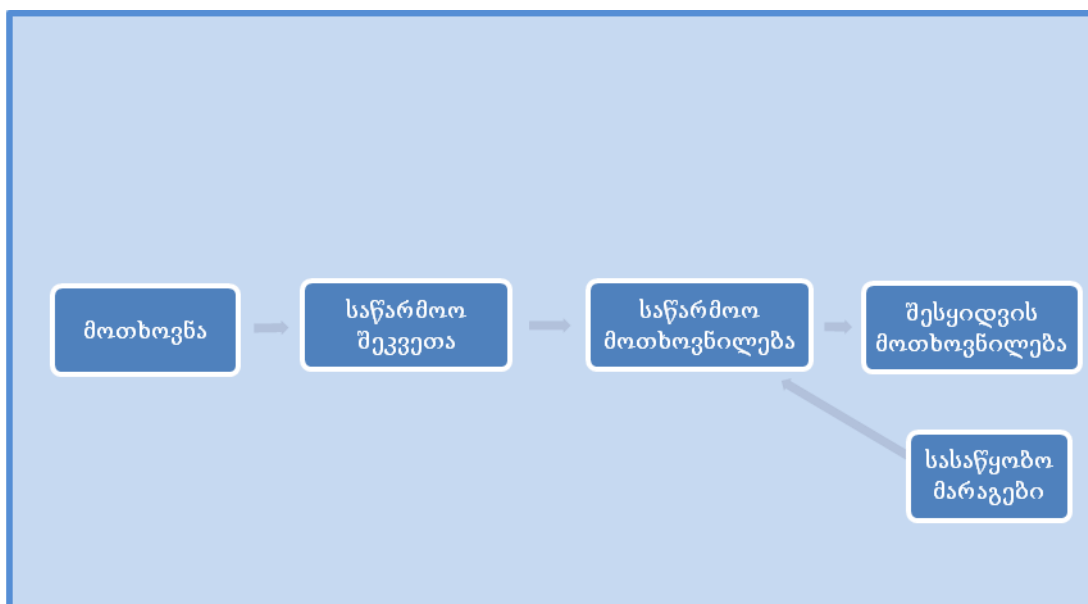 მოთხოვნა
საწარმოო
შეკვეთა
საწარმოო
მოთხოვნილება
შესყიდვის
მოთხოვნილება
სასაწყობო
მარაგები